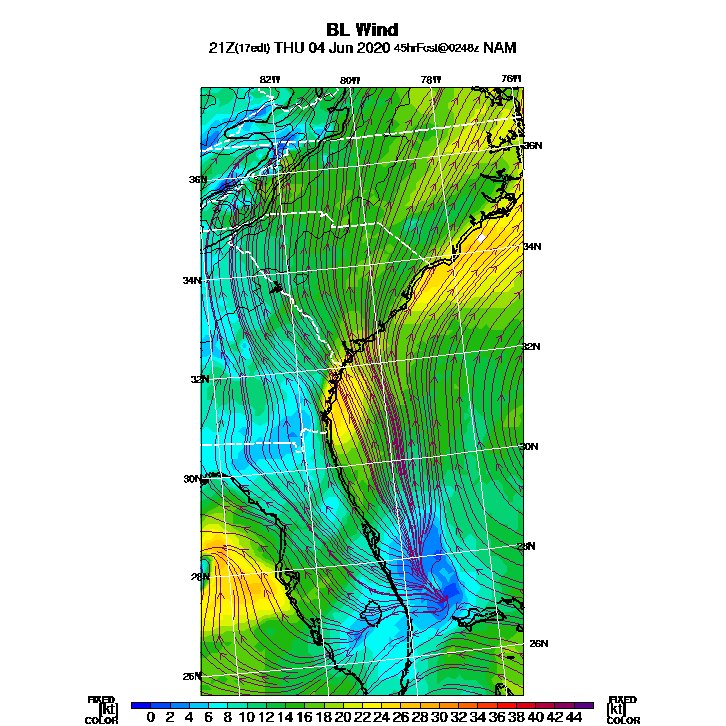 BL Wind
21Z(17edt) THU 04 Jun 2020 45hrFcst@0248z NAM
82W 80W 78W 76W
36N 36N
34N 34N
32N 32N
30N 30N
28N 28N
26N 26N
FIXED [kt] COLOR 0 2 4 6 8 10 12 14 16 18 20 22 24 26 28 30 32 34 36 38 40 42 44 FIXED [kt] COLOR